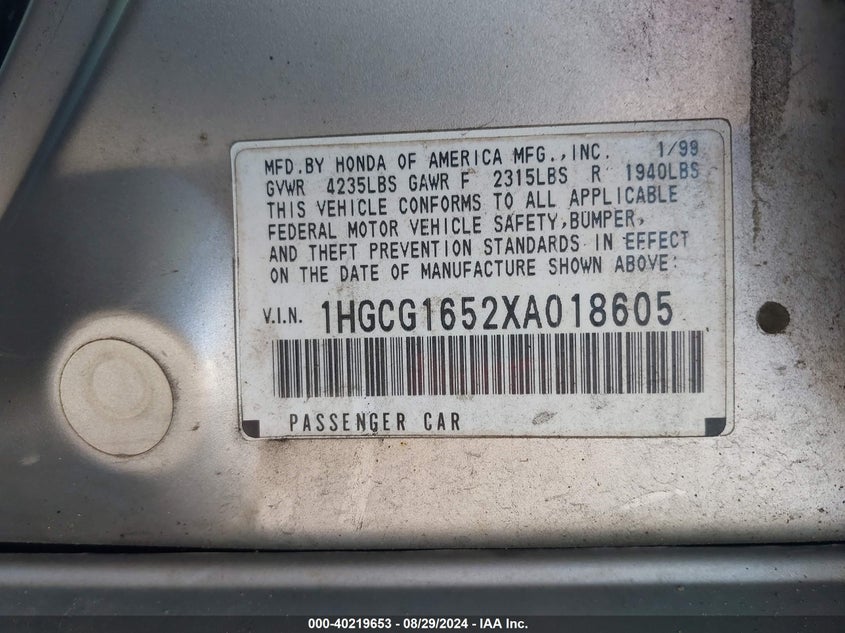 MFD.BY HONDA OF AMERICA MFG.,INC. 1/99
GVWR 4235LBS GAWR F 2315LBS R 1940LBS
THIS VEHICLE CONFORMS TO ALL APPLICABLE
FEDERAL MOTOR VEHICLE SAFETY,BUMPER,
AND THEFT PREVENTION STANDARDS IN EFFECT
ON THE DATE OF MANUFACTURE SHOWN ABOVE:
V.I.N. 1HGCG1652XA018605
PASSENGER CAR
000-40219653 - 08/29/2024 - IAA Inc.